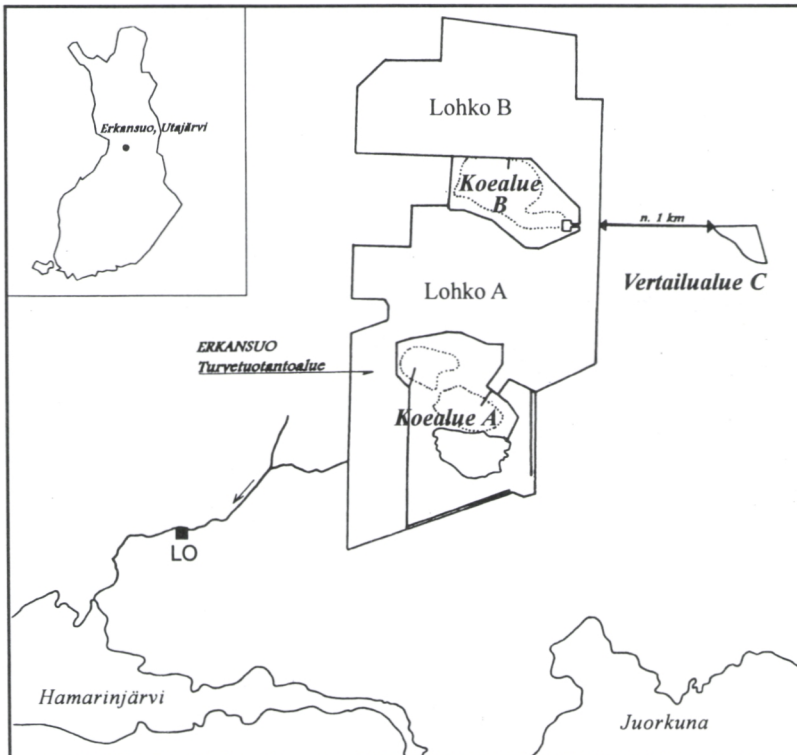 Erkansuo, Utajärvi
Lohko B
Koealue
B
n. 1 km
Vertailualue C
Lohko A
ERKANSUO
Turvetuotantoalue
Koealue A
LO
Hamarinjärvi
Juorkuna